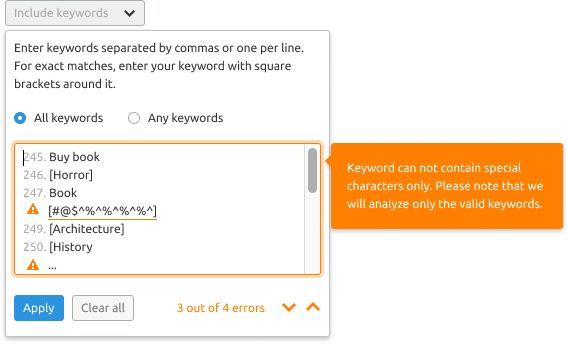 Include keywords
Enter keywords separated by commas or one per line.
For exact matches, enter your keyword with square
brackets around it.
All keywords Any keywords
245. Buy book
246. [Horror]
247. Book
[#@$^%^%^%^%^]
249. [Architecture]
250. [History
...
Keyword can not contain special
characters only. Please note that we
will analyze only the valid keywords.
Apply Clear all 3 out of 4 errors